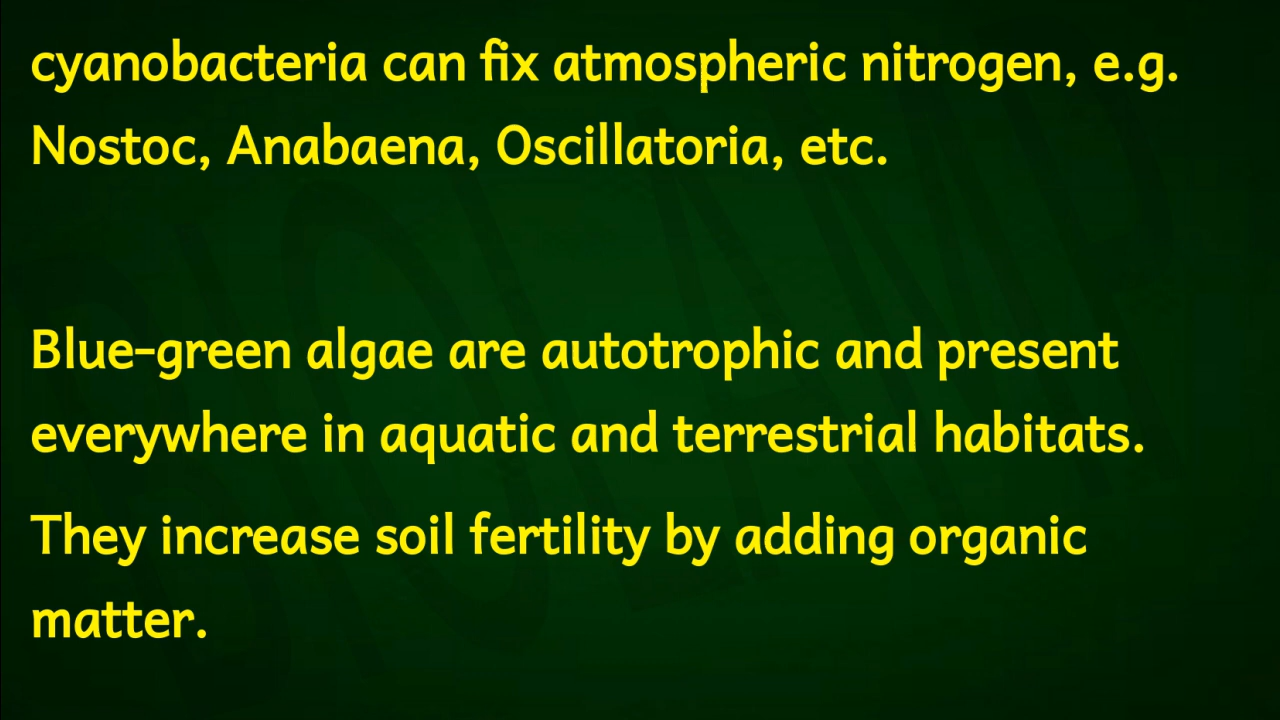 cyanobacteria can fix atmospheric nitrogen, e.g.
Nostoc, Anabaena, Oscillatoria, etc.
Blue-green algae are autotrophic and present
everywhere in aquatic and terrestrial habitats.
They increase soil fertility by adding organic
matter.